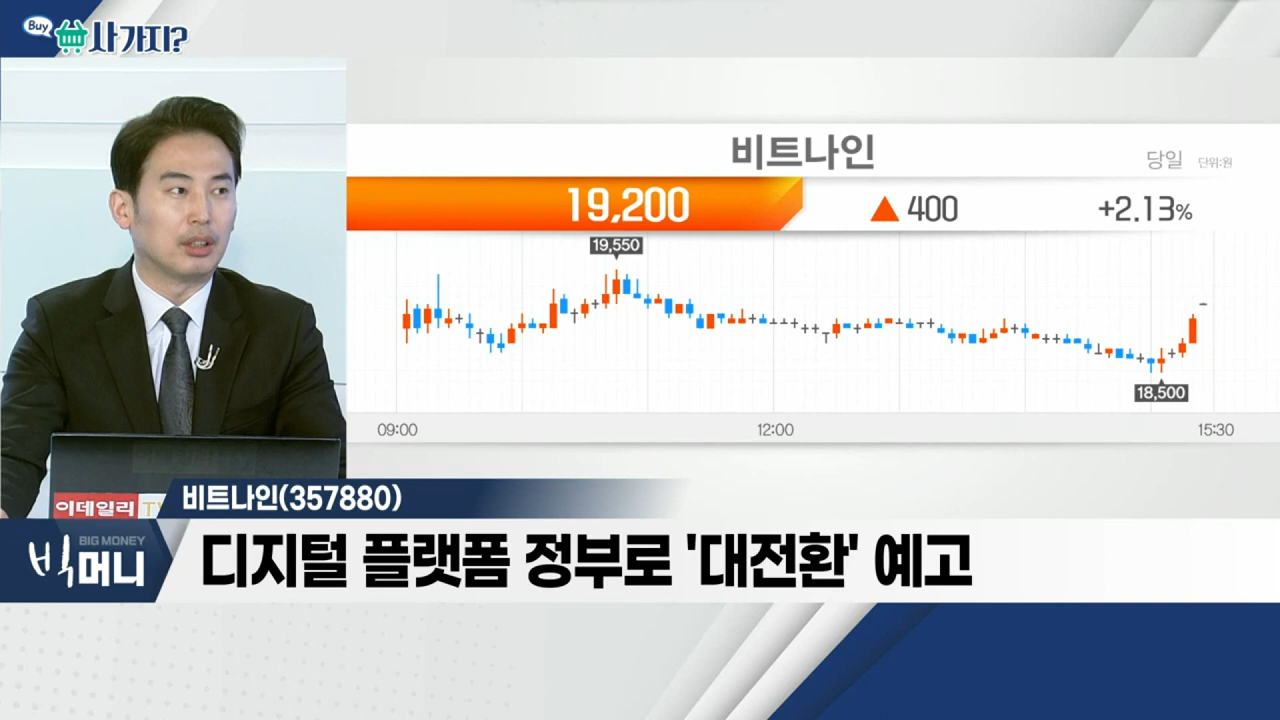 Buy
사가지?
비트나인
당일 단위:원
19,200 ▲ 400 +2.13%
19,550
18,500
09:00 12:00 15:30
이데일리 TV
비트나인(357880)
빅머니 BIG MONEY
디지털 플랫폼 정부로 '대전환' 예고